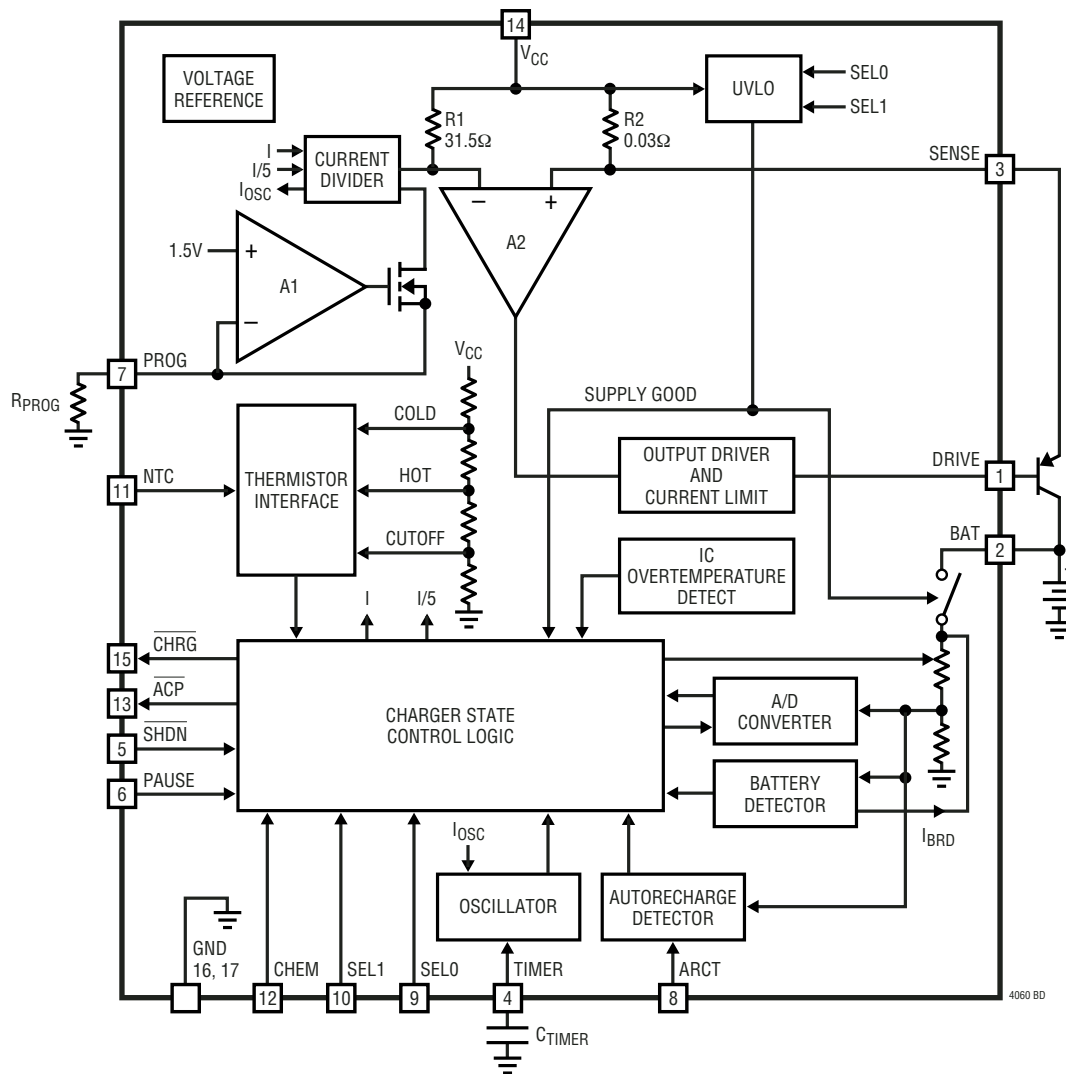 14
VCC
VOLTAGE
REFERENCE
UVLO
SEL0
SEL1
R1
31.5Ω
R2
0.03Ω
I
I/5
IOSC
CURRENT
DIVIDER
SENSE
3
–
+
A2
1.5V
+
A1
–
7
PROG
RPROG
VCC
SUPPLY GOOD
COLD
HOT
CUTOFF
THERMISTOR
INTERFACE
11
NTC
OUTPUT DRIVER
AND
CURRENT LIMIT
DRIVE
1
BAT
2
IC
OVERTEMPERATURE
DETECT
I
I/5
15
CHRG
13
ACP
5
SHDN
6
PAUSE
CHARGER STATE
CONTROL LOGIC
A/D
CONVERTER
BATTERY
DETECTOR
IBRD
IOSC
OSCILLATOR
AUTORECHARGE
DETECTOR
GND
16, 17
CHEM
SEL1
SEL0
TIMER
ARCT
12
10
9
4
8
CTIMER
4060 BD